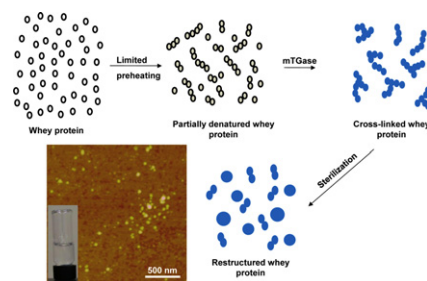 Limited
preheating
mTGase
Whey protein
Partially denatured whey
protein
Cross-linked whey
protein
Sterilization
500 nm
Restructured whey
protein